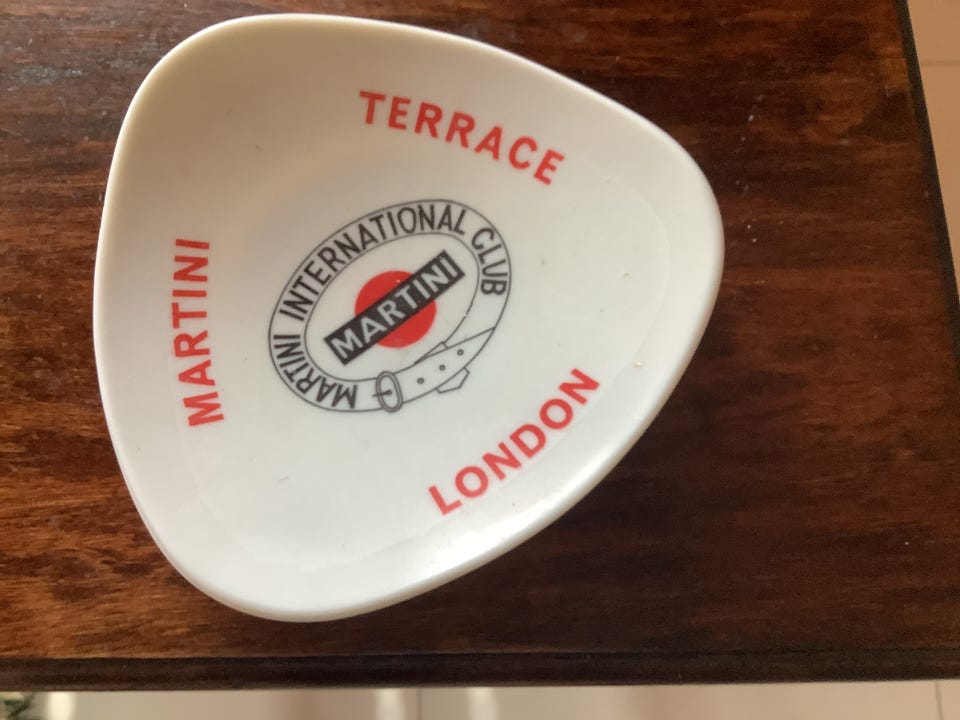 MARTINI
TERRACE
LONDON
MARTINI INTERNATIONAL CLUB
MARTINI